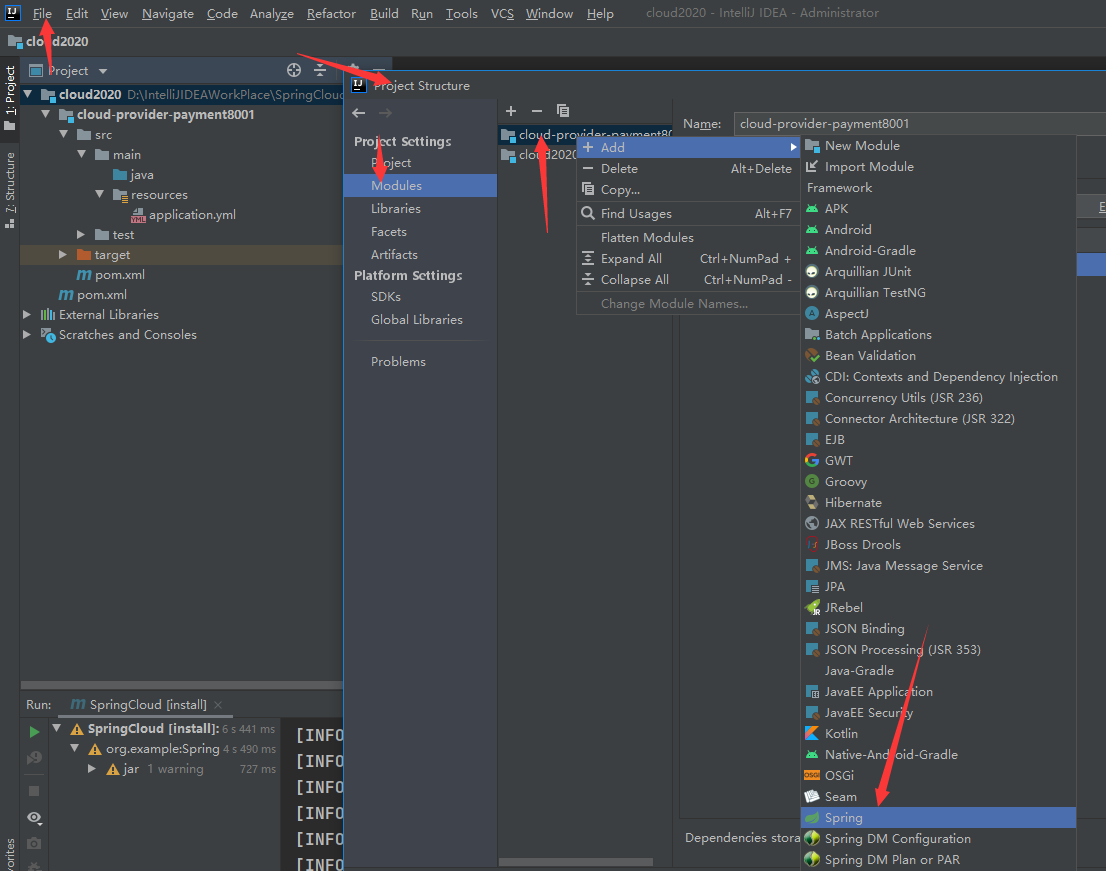 File Edit View Navigate Code Analyze Refactor Build Run Tools VCS Window Help cloud2020 - IntelliJ IDEA - Administrator
cloud2020
1: Project
7: Structure
Project
cloud2020 D:\IntelliJIDEAWorkPlace\SpringCloud
cloud-provider-payment8001
src
main
java
resources
application.yml
test
target
pom.xml
pom.xml
External Libraries
Scratches and Consoles
Project Structure
Project Settings
Project
Modules
Libraries
Facets
Artifacts
Platform Settings
SDKs
Global Libraries
Problems
cloud-provider-payment80
cloud2020
Name: cloud-provider-payment8001
Add
Delete Alt+Delete
Copy...
Find Usages Alt+F7
Flatten Modules
Expand All Ctrl+NumPad +
Collapse All Ctrl+NumPad -
Change Module Names...
New Module
Import Module
Framework
APK
Android
Android-Gradle
Arquillian JUnit
Arquillian TestNG
AspectJ
Batch Applications
Bean Validation
CDI: Contexts and Dependency Injection
Concurrency Utils (JSR 236)
Connector Architecture (JSR 322)
EJB
GWT
Groovy
Hibernate
JAX RESTful Web Services
JBoss Drools
JMS: Java Message Service
JPA
JRebel
JSON Binding
JSON Processing (JSR 353)
Java-Gradle
JavaEE Application
JavaEE Security
Kotlin
Native-Android-Gradle
OSGi
Seam
Spring
Spring DM Configuration
Spring DM Plan or PAR
E
Dependencies stora
Run: SpringCloud [install]
SpringCloud [install]: 6 s 441 ms
org.example:Spring 4 s 490 ms
jar 1 warning 727 ms
[INFO
[INFO
[INFO
[INFO
[INFO
[INFO
vorites